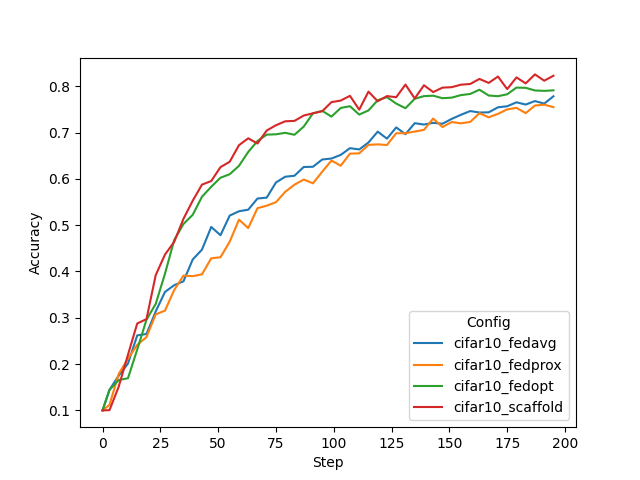 0.8
0.7
0.6
0.5
0.4
0.3
0.2
0.1
Accuracy
0 25 50 75 100 125 150 175 200
Step
Config
cifar10_fedavg
cifar10_fedprox
cifar10_fedopt
cifar10_scaffold